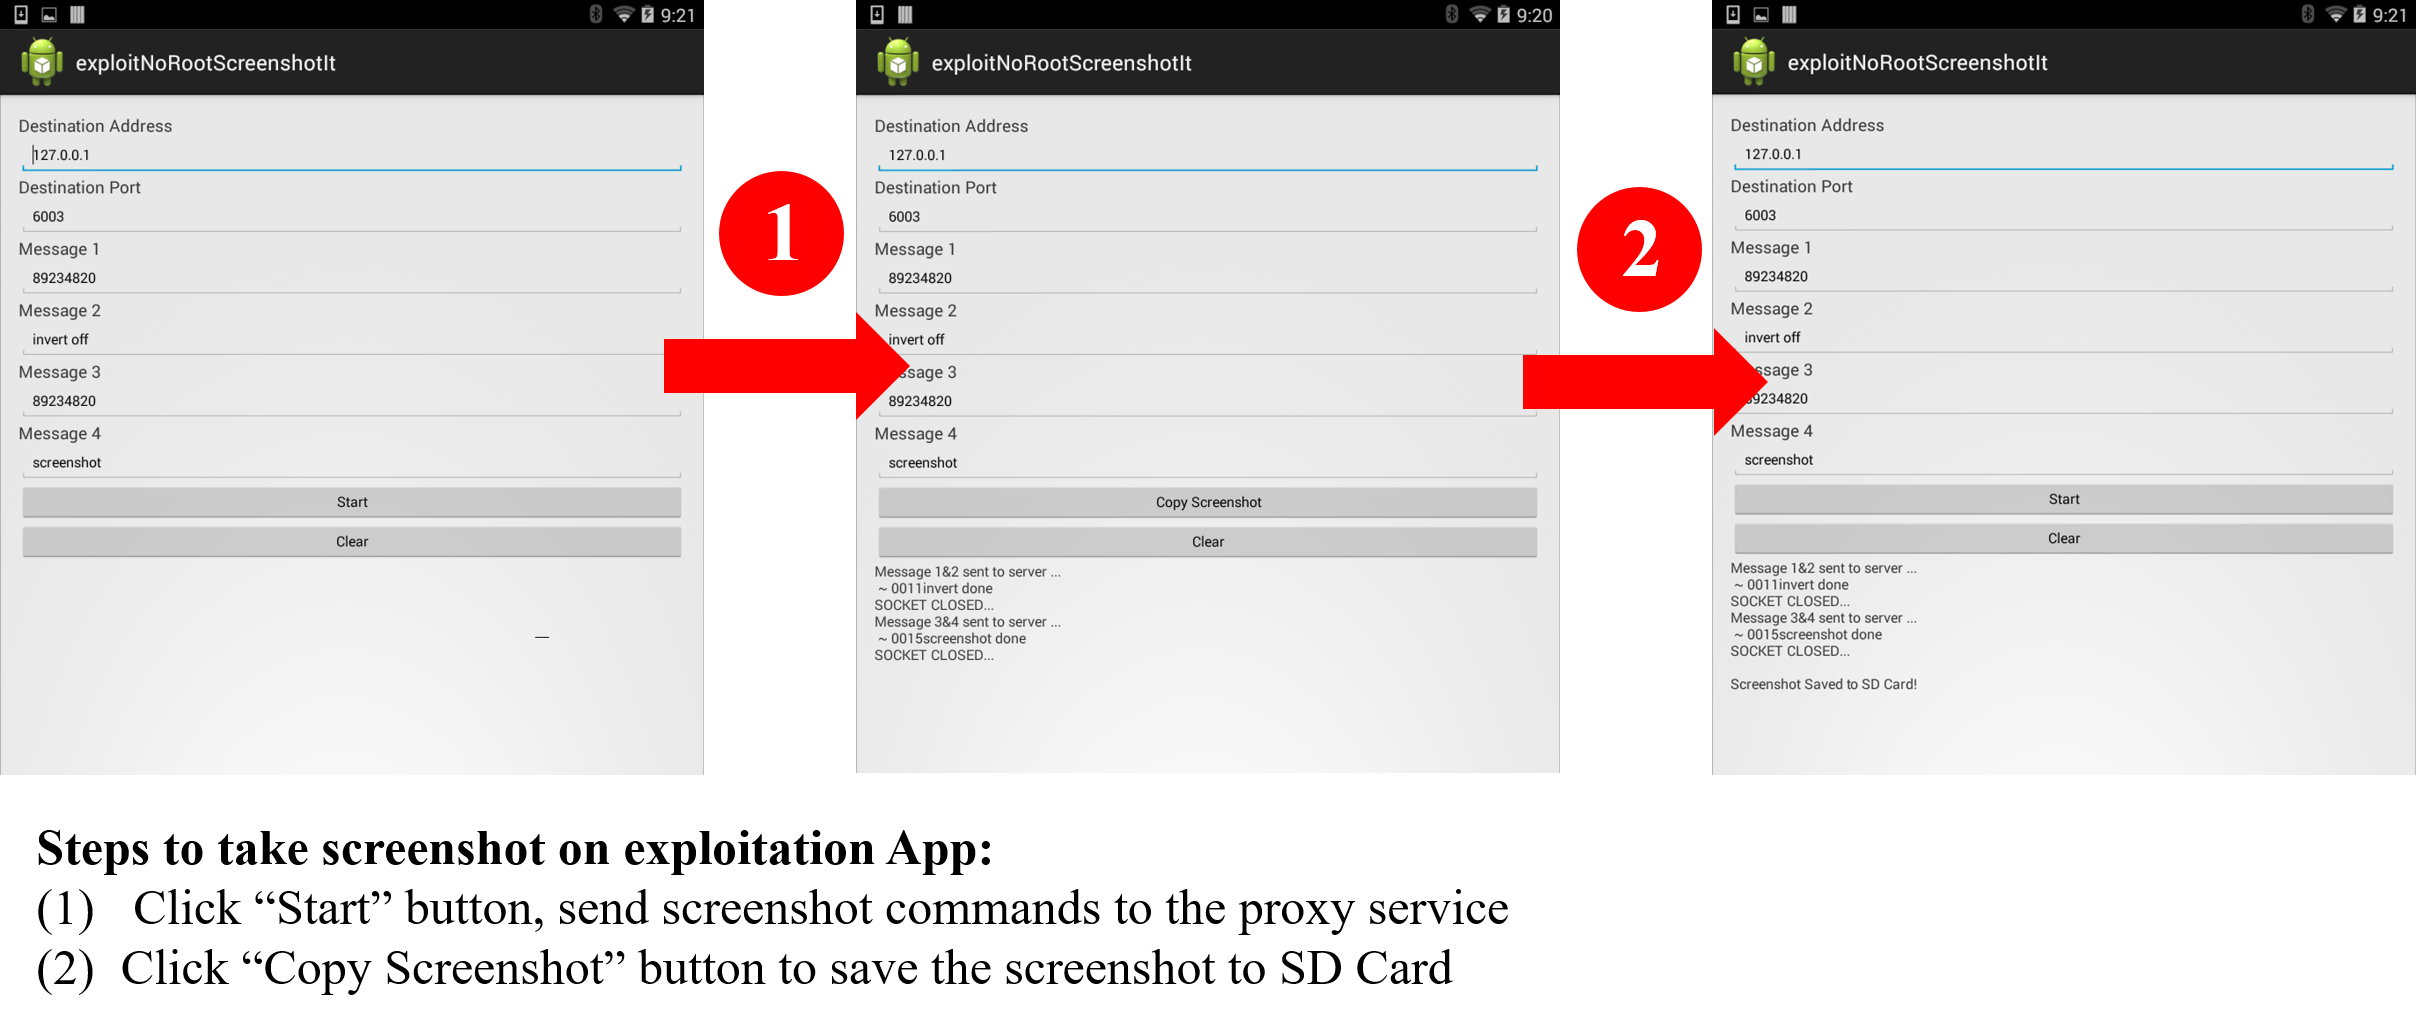 9:21
exploitNoRootScreenshotIt
Destination Address
127.0.0.1
Destination Port
6003
Message 1
89234820
Message 2
invert off
Message 3
89234820
Message 4
screenshot
Start
Clear
1
9:20
exploitNoRootScreenshotIt
Destination Address
127.0.0.1
Destination Port
6003
Message 1
89234820
Message 2
invert off
ssage 3
89234820
Message 4
screenshot
Copy Screenshot
Clear
Message 1&2 sent to server ...
~ 0011invert done
SOCKET CLOSED...
Message 3&4 sent to server ...
~ 0015screenshot done
SOCKET CLOSED...
2
9:21
exploitNoRootScreenshotIt
Destination Address
127.0.0.1
Destination Port
6003
Message 1
89234820
Message 2
invert off
ssage 3
89234820
Message 4
screenshot
Start
Clear
Message 1&2 sent to server ...
~ 0011invert done
SOCKET CLOSED...
Message 3&4 sent to server ...
~ 0015screenshot done
SOCKET CLOSED...
Screenshot Saved to SD Card!
Steps to take screenshot on exploitation App:
(1) Click “Start” button, send screenshot commands to the proxy service
(2) Click “Copy Screenshot” button to save the screenshot to SD Card